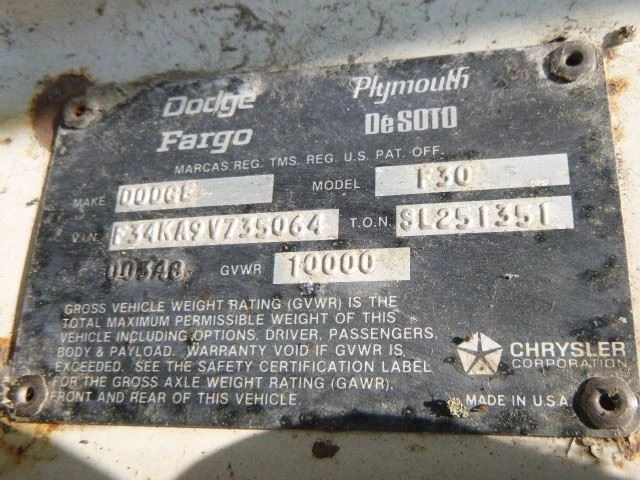 Dodge Plymouth
Fargo De SOTO
MARCAS REG. TMS. REG. U.S. PAT. OFF.
MAKE DODGE MODEL F30
V.I.N. F34KA9V735064 T.O.N. SL251351
00348 GVWR 10000
GROSS VEHICLE WEIGHT RATING (GVWR) IS THE
TOTAL MAXIMUM PERMISSIBLE WEIGHT OF THIS
VEHICLE INCLUDING OPTIONS, DRIVER, PASSENGERS,
BODY & PAYLOAD. WARRANTY VOID IF GVWR IS
EXCEEDED. SEE THE SAFETY CERTIFICATION LABEL
FOR THE GROSS AXLE WEIGHT RATING (GAWR),
FRONT AND REAR OF THIS VEHICLE.
CHRYSLER
CORPORATION
MADE IN U.S.A.